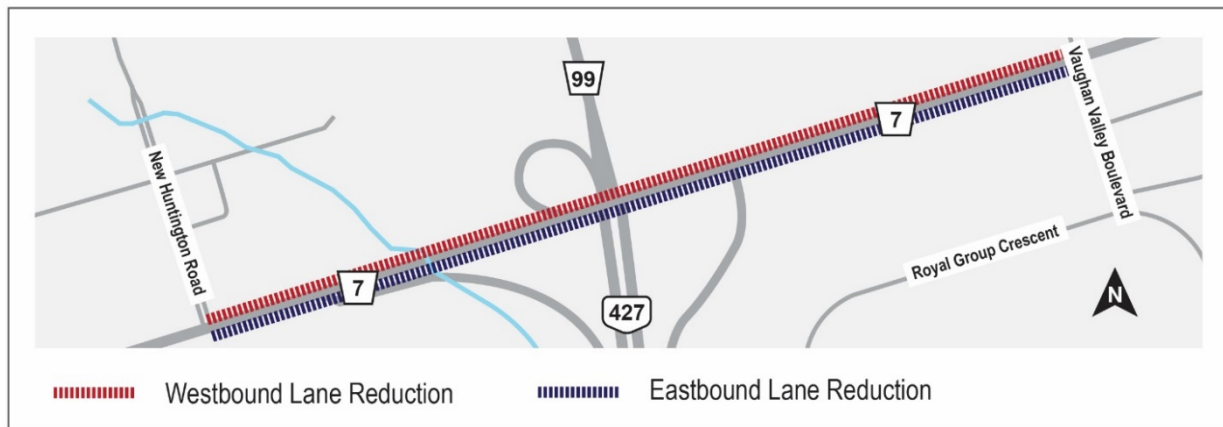 99
Vaughan Valley Boulevard
7
New Huntington Road
Royal Group Crescent
7
427
N
Westbound Lane Reduction
Eastbound Lane Reduction